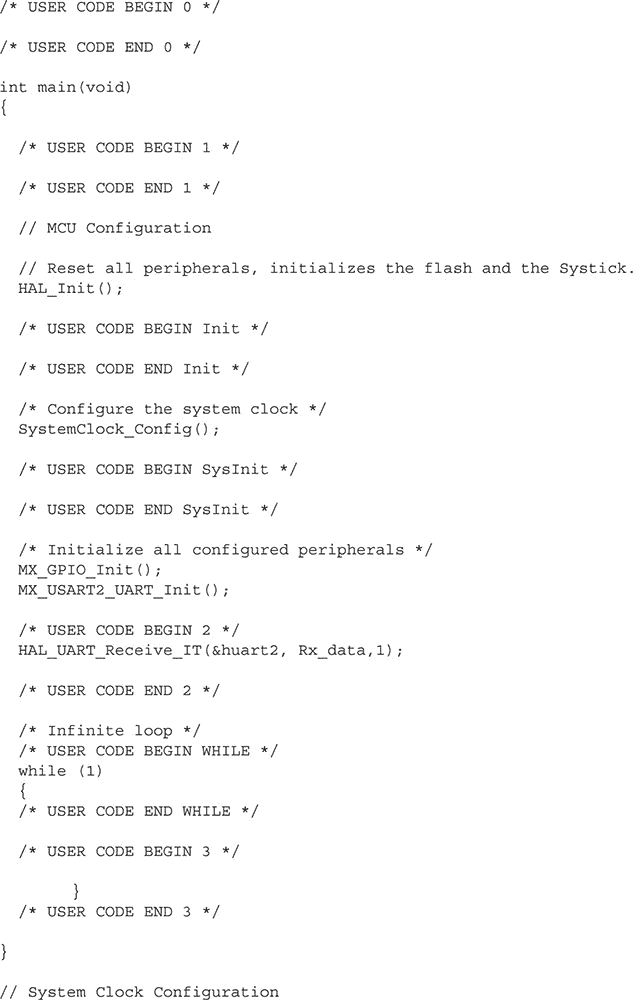 /* USER CODE BEGIN 0 */
/* USER CODE END 0 */
int main(void)
{
/* USER CODE BEGIN 1 */
/* USER CODE END 1 */
// MCU Configuration
// Reset all peripherals, initializes the flash and the Systick.
HAL_Init();
/* USER CODE BEGIN Init */
/* USER CODE END Init */
/* Configure the system clock */
SystemClock_Config();
/* USER CODE BEGIN SysInit */
/* USER CODE END SysInit */
/* Initialize all configured peripherals */
MX_GPIO_Init();
MX_USART2_UART_Init();
/* USER CODE BEGIN 2 */
HAL_UART_Receive_IT(&huart2, Rx_data,1);
/* USER CODE END 2 */
/* Infinite loop */
/* USER CODE BEGIN WHILE */
while (1)
{
/* USER CODE END WHILE */
/* USER CODE BEGIN 3 */
}
/* USER CODE END 3 */
}
// System Clock Configuration